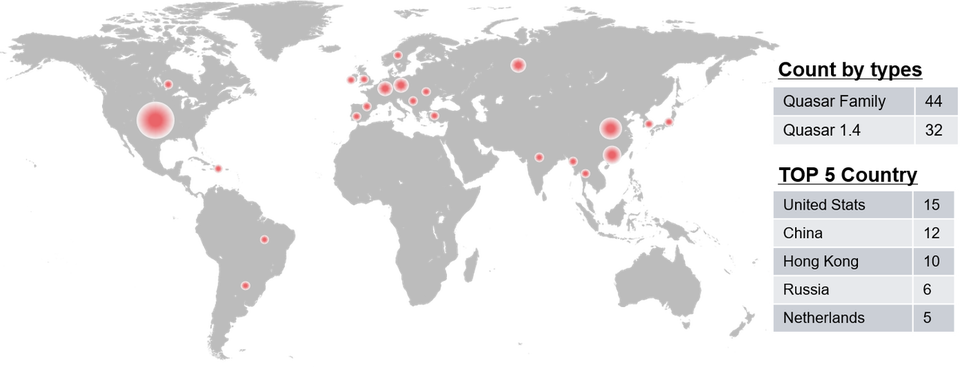 Count by types
Quasar Family 44
Quasar 1.4 32
TOP 5 Country
United Stats 15
China 12
Hong Kong 10
Russia 6
Netherlands 5